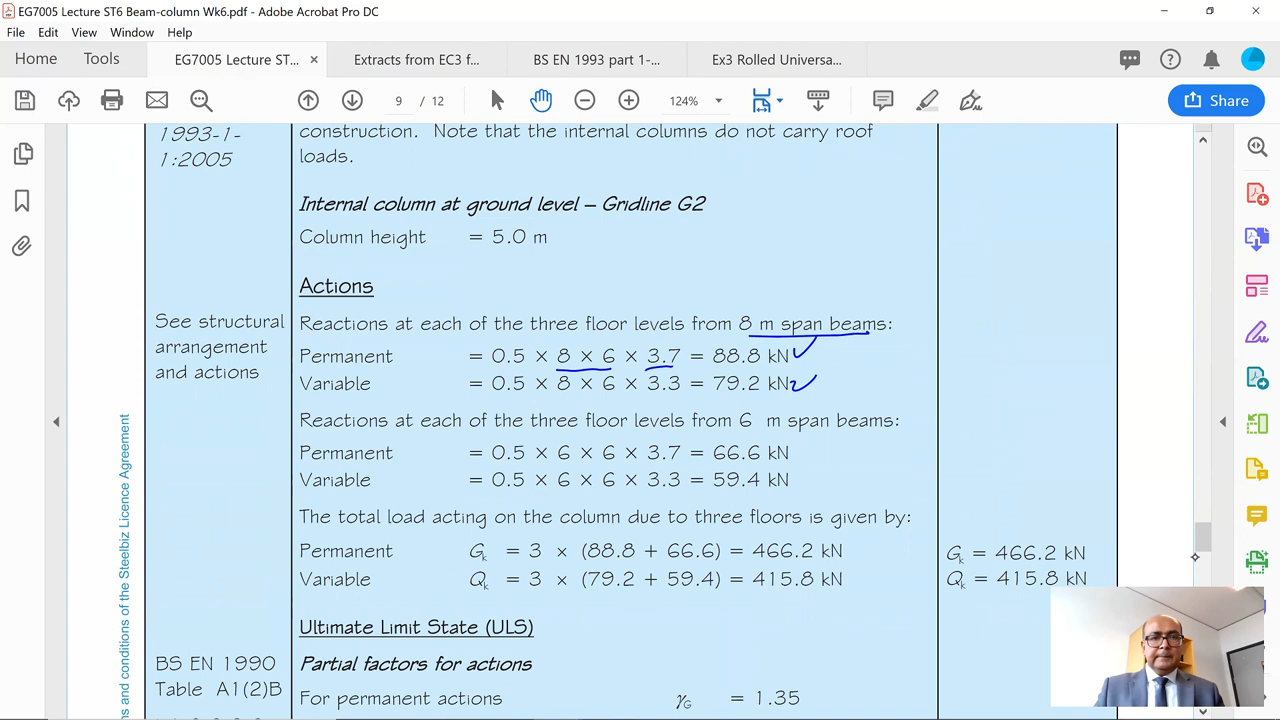 EG7005 Lecture ST6 Beam-column Wk6.pdf - Adobe Acrobat Pro DC
File Edit View Window Help
Home Tools EG7005 Lecture ST... × Extracts from EC3 f... BS EN 1993 part 1-... Ex3 Rolled Universa...
9 / 12 124% Share
1993-1-
1:2005
construction. Note that the internal columns do not carry roof
loads.
Internal column at ground level – Gridline G2
Column height = 5.0 m
Actions
See structural
arrangement
and actions
Reactions at each of the three floor levels from 8 m span beams:
Permanent = 0.5 × 8 × 6 × 3.7 = 88.8 kN
Variable = 0.5 × 8 × 6 × 3.3 = 79.2 kN
Reactions at each of the three floor levels from 6 m span beams:
Permanent = 0.5 × 6 × 6 × 3.7 = 66.6 kN
Variable = 0.5 × 6 × 6 × 3.3 = 59.4 kN
The total load acting on the column due to three floors is given by:
Permanent Gk = 3 × (88.8 + 66.6) = 466.2 kN Gk = 466.2 kN
Variable Qk = 3 × (79.2 + 59.4) = 415.8 kN Qk = 415.8 kN
Ultimate Limit State (ULS)
BS EN 1990
Table A1(2)B
Partial factors for actions
For permanent actions γG = 1.35
and conditions of the Steelbiz Licence Agreement